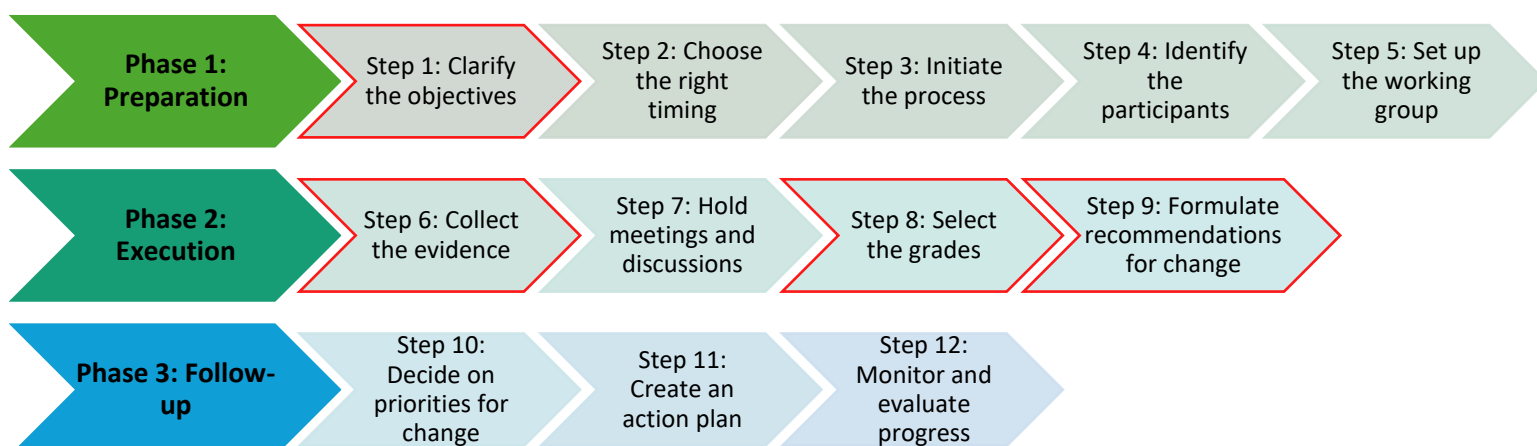 Phase 1:
Preparation
Step 1: Clarify
the objectives
Step 2: Choose
the right
timing
Step 3: Initiate
the process
Step 4: Identify
the
participants
Step 5: Set up
the working
group
Phase 2:
Execution
Step 6: Collect
the evidence
Step 7: Hold
meetings and
discussions
Step 8: Select
the grades
Step 9: Formulate
recommendations
for change
Phase 3: Follow-
up
Step 10:
Decide on
priorities for
change
Step 11:
Create an
action plan
Step 12:
Monitor and
evaluate
progress